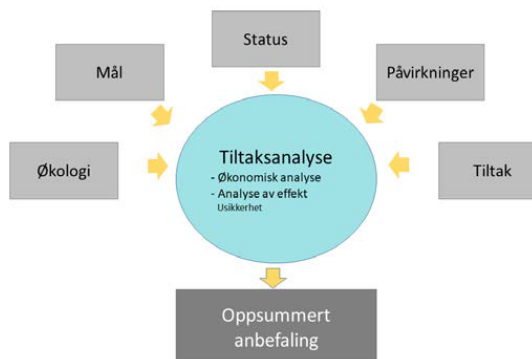 Status
Mål
Påvirkninger
Økologi
Tiltaksanalyse
- Økonomisk analyse
- Analyse av effekt
Usikkerhet
Tiltak
Oppsummert
anbefaling